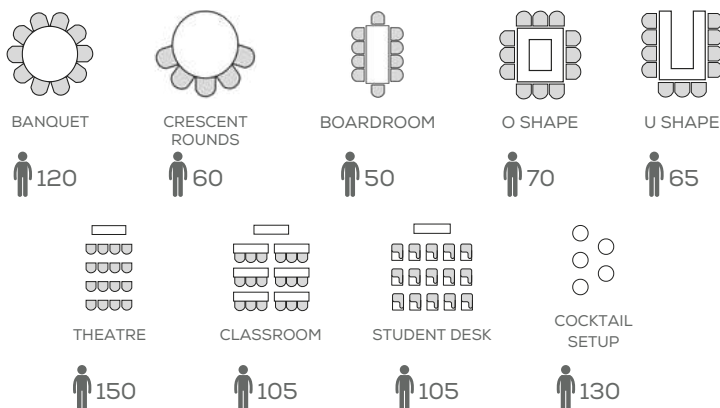 BANQUET
CRESCENT
ROUNDS
BOARDROOM
O SHAPE
U SHAPE
120
60
50
70
65
THEATRE
CLASSROOM
STUDENT DESK
COCKTAIL
SETUP
150
105
105
130